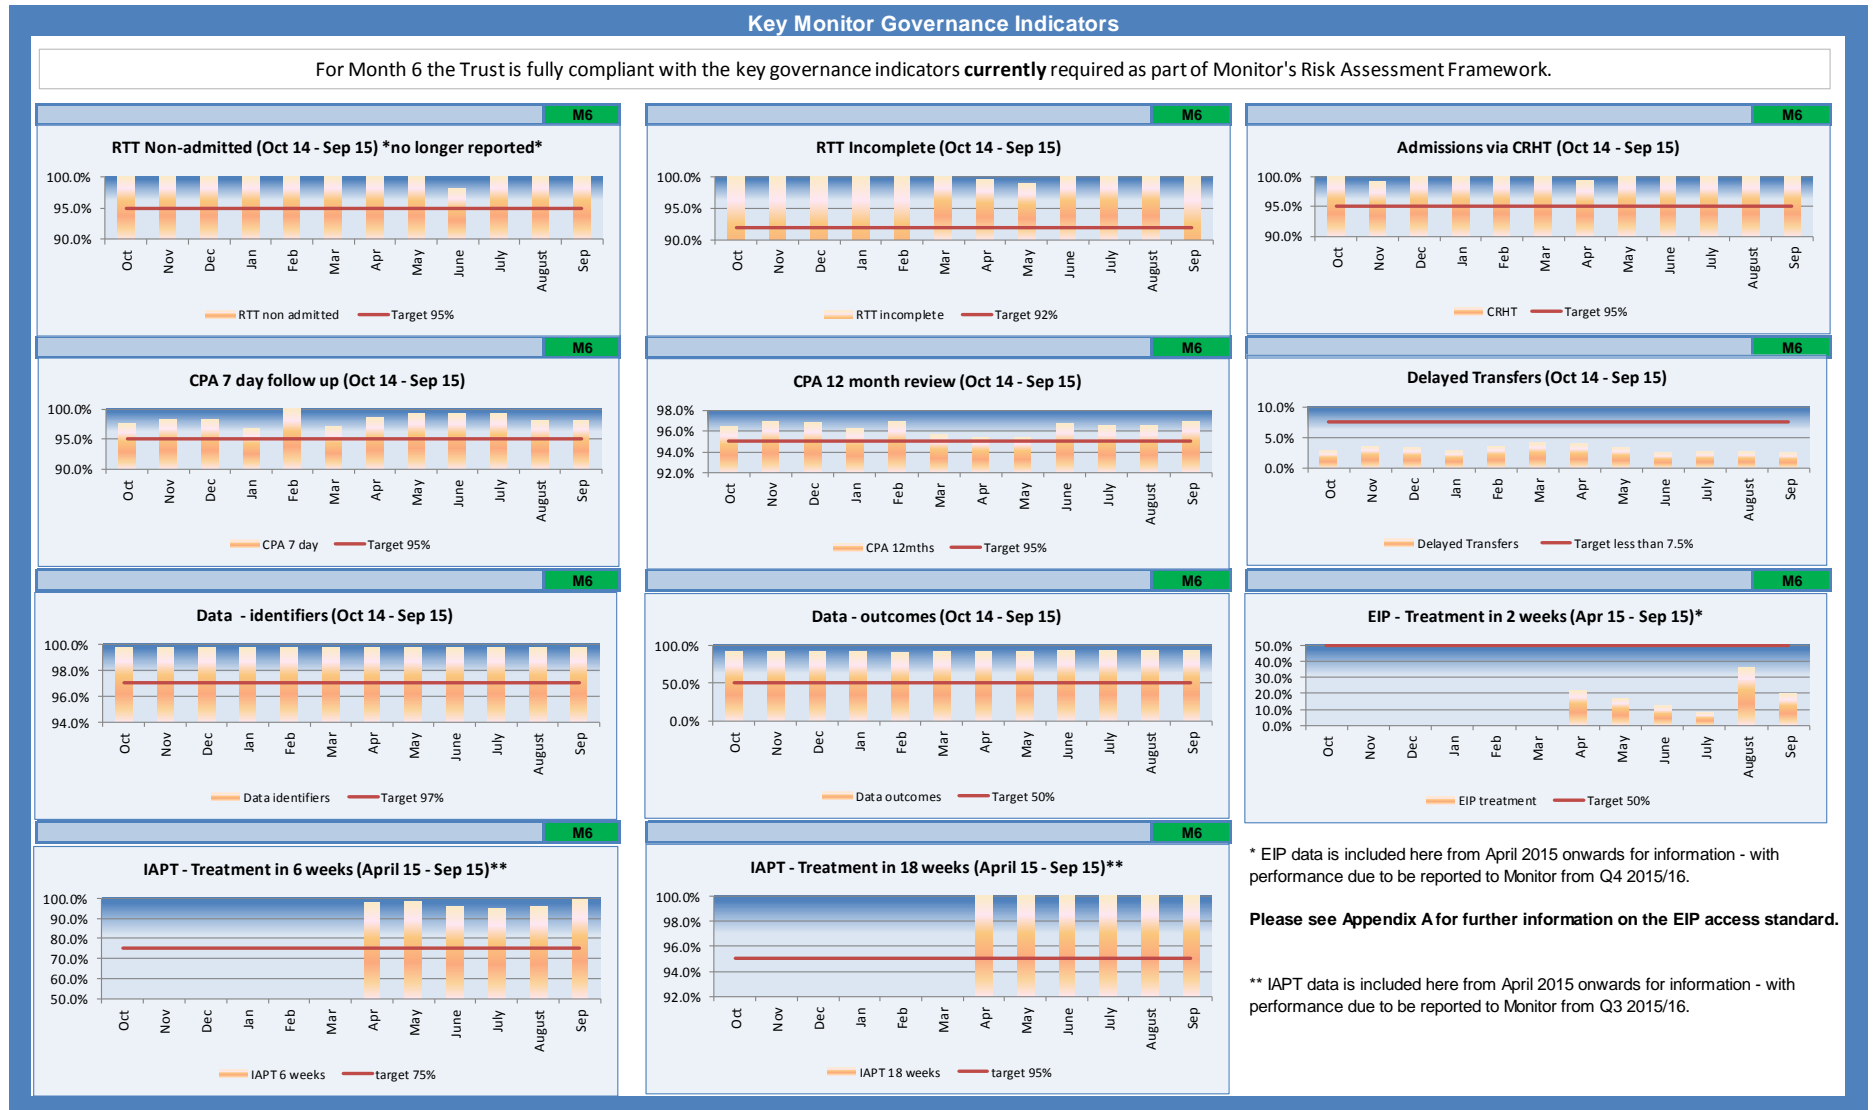 Key Monitor Governance Indicators
For Month 6 the Trust is fully compliant with the key governance indicators currently required as part of Monitor's Risk Assessment Framework.
M6
RTT Non-admitted (Oct 14 - Sep 15) *no longer reported*
100.0%
95.0%
90.0%
Oct
Nov
Dec
Jan
Feb
Mar
Apr
May
June
July
August
Sep
RTT non admitted
Target 95%
M6
RTT Incomplete (Oct 14 - Sep 15)
100.0%
95.0%
90.0%
Oct
Nov
Dec
Jan
Feb
Mar
Apr
May
June
July
August
Sep
RTT incomplete
Target 92%
M6
Admissions via CRHT (Oct 14 - Sep 15)
100.0%
95.0%
90.0%
Oct
Nov
Dec
Jan
Feb
Mar
Apr
May
June
July
August
Sep
CRHT
Target 95%
M6
CPA 7 day follow up (Oct 14 - Sep 15)
100.0%
95.0%
90.0%
Oct
Nov
Dec
Jan
Feb
Mar
Apr
May
June
July
August
Sep
CPA 7 day
Target 95%
M6
CPA 12 month review (Oct 14 - Sep 15)
98.0%
96.0%
94.0%
92.0%
Oct
Nov
Dec
Jan
Feb
Mar
Apr
May
June
July
August
Sep
CPA 12mths
Target 95%
M6
Delayed Transfers (Oct 14 - Sep 15)
10.0%
5.0%
0.0%
Oct
Nov
Dec
Jan
Feb
Mar
Apr
May
June
July
August
Sep
Delayed Transfers
Target less than 7.5%
M6
Data - identifiers (Oct 14 - Sep 15)
100.0%
98.0%
96.0%
94.0%
Oct
Nov
Dec
Jan
Feb
Mar
Apr
May
June
July
August
Sep
Data identifiers
Target 97%
M6
Data - outcomes (Oct 14 - Sep 15)
100.0%
50.0%
0.0%
Oct
Nov
Dec
Jan
Feb
Mar
Apr
May
June
July
August
Sep
Data outcomes
Target 50%
M6
EIP - Treatment in 2 weeks (Apr 15 - Sep 15)*
50.0%
40.0%
30.0%
20.0%
10.0%
0.0%
Oct
Nov
Dec
Jan
Feb
Mar
Apr
May
June
July
August
Sep
EIP treatment
Target 50%
M6
IAPT - Treatment in 6 weeks (April 15 - Sep 15)**
100.0%
90.0%
80.0%
70.0%
60.0%
50.0%
Oct
Nov
Dec
Jan
Feb
Mar
Apr
May
June
July
August
Sep
IAPT 6 weeks
target 75%
M6
IAPT - Treatment in 18 weeks (April 15 - Sep 15)**
100.0%
98.0%
96.0%
94.0%
92.0%
Oct
Nov
Dec
Jan
Feb
Mar
Apr
May
June
July
August
Sep
IAPT 18 weeks
target 95%
* EIP data is included here from April 2015 onwards for information - with
performance due to be reported to Monitor from Q4 2015/16.
Please see Appendix A for further information on the EIP access standard.
** IAPT data is included here from April 2015 onwards for information - with
performance due to be reported to Monitor from Q3 2015/16.